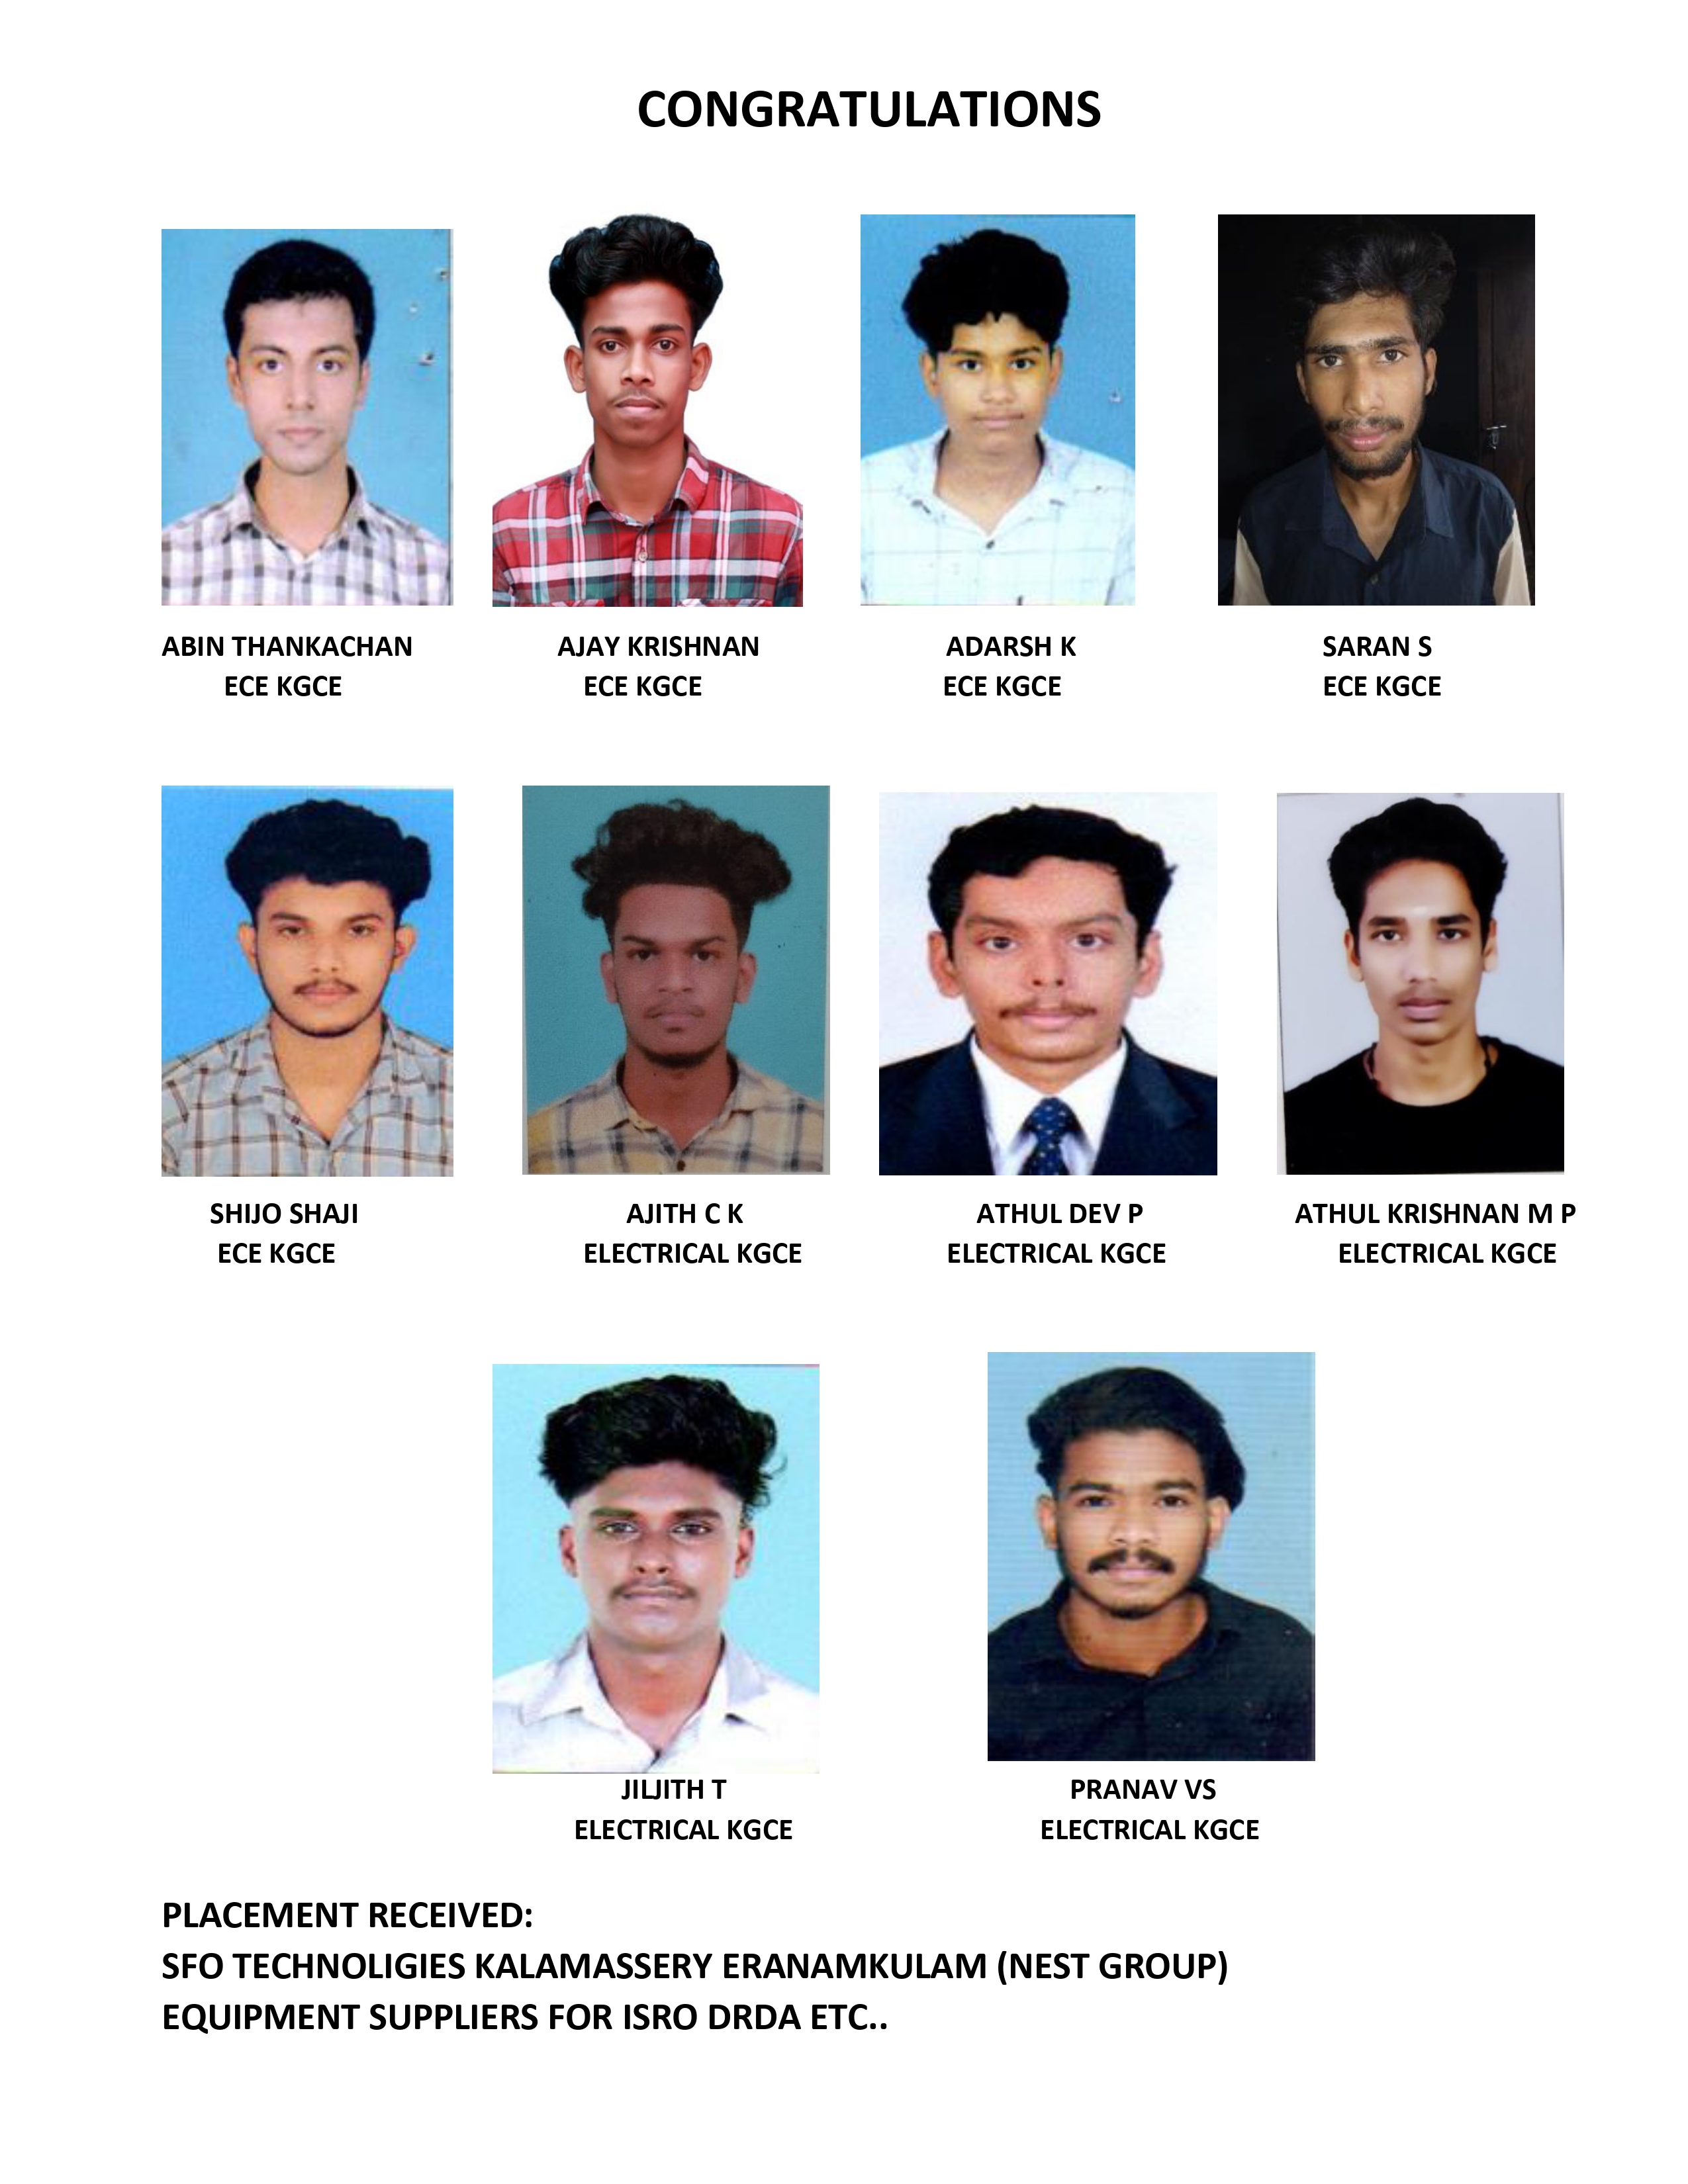 CONGRATULATIONS
ABIN THANKACHAN AJAY KRISHNAN ADARSH K SARAN S
ECE KGCE ECE KGCE ECE KGCE ECE KGCE
SHIJO SHAJI AJITH C K ATHUL DEV P ATHUL KRISHNAN M P
ECE KGCE ELECTRICAL KGCE ELECTRICAL KGCE ELECTRICAL KGCE
JILJITH T PRANAV VS
ELECTRICAL KGCE ELECTRICAL KGCE
PLACEMENT RECEIVED:
SFO TECHNOLIGIES KALAMASSERY ERANAMKULAM (NEST GROUP)
EQUIPMENT SUPPLIERS FOR ISRO DRDA ETC..